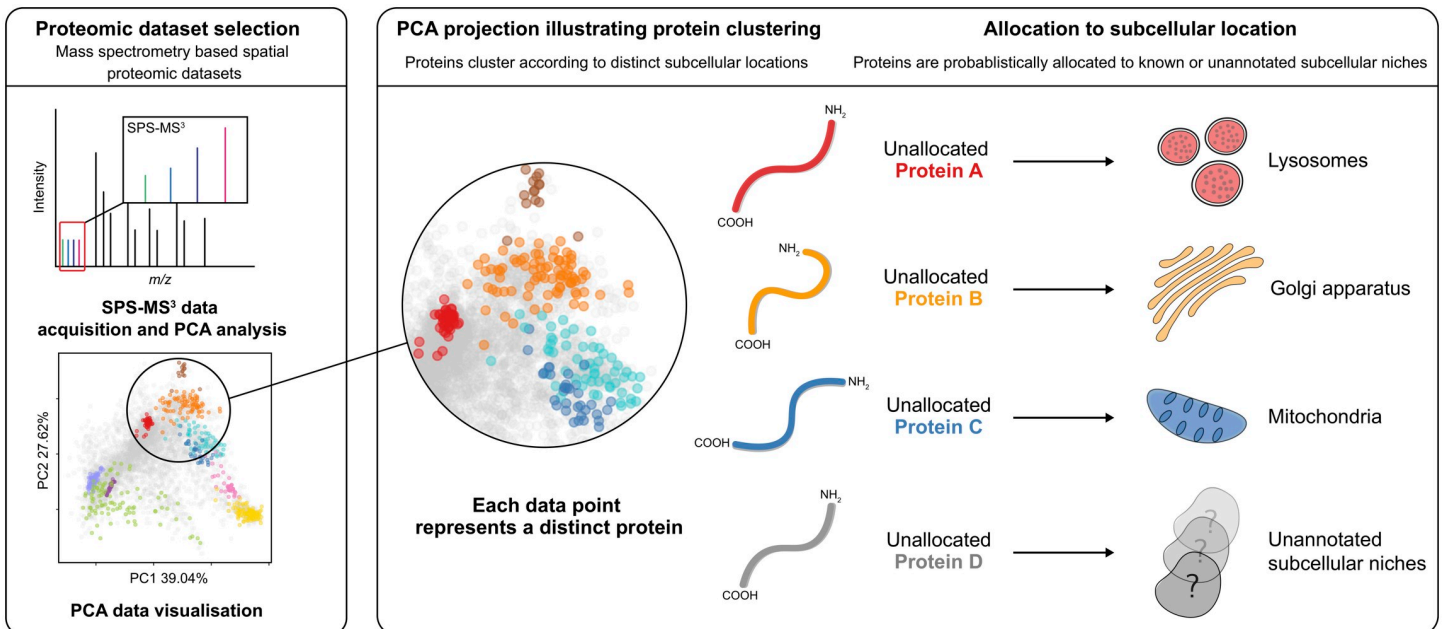 Proteomic dataset selection
Mass spectrometry based spatial
proteomic datasets
Intensity
SPS-MS³
m/z
SPS-MS³ data
acquisition and PCA analysis
PC2 27.62%
PC1 39.04%
PCA data visualisation
PCA projection illustrating protein clustering
Proteins cluster according to distinct subcellular locations
Each data point
represents a distinct protein
Allocation to subcellular location
Proteins are probablistically allocated to known or unannotated subcellular niches
NH₂
COOH
Unallocated
Protein A
Lysosomes
NH₂
COOH
Unallocated
Protein B
Golgi apparatus
NH₂
COOH
Unallocated
Protein C
Mitochondria
NH₂
COOH
Unallocated
Protein D
?
?
?
Unannotated
subcellular niches